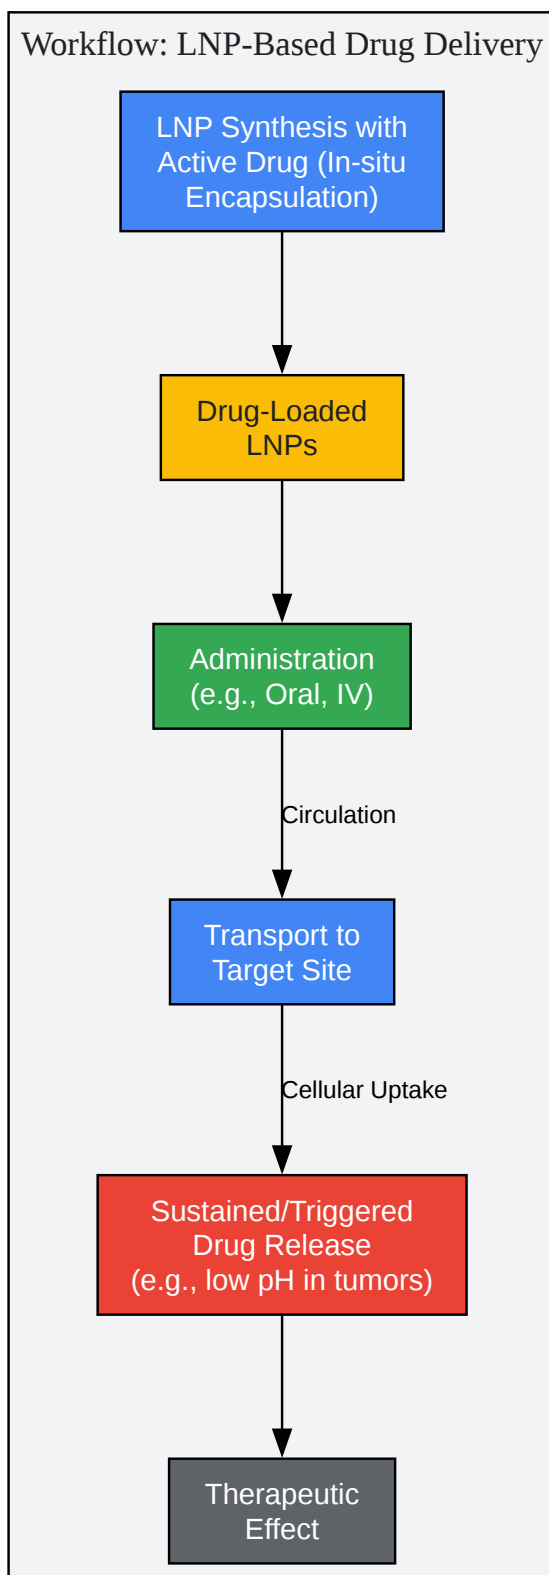 Workflow: LNP-Based Drug Delivery
LNP Synthesis with
Active Drug (In-situ
Encapsulation)
Drug-Loaded
LNPs
Administration
(e.g., Oral, IV)
Circulation
Transport to
Target Site
Cellular Uptake
Sustained/Triggered
Drug Release
(e.g., low pH in tumors)
Therapeutic
Effect